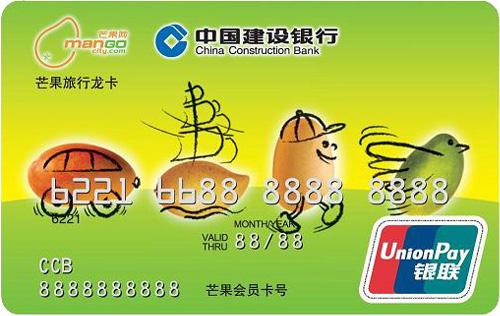 芒果网
mango
city.com
中国建设银行
China Construction Bank
芒果旅行龙卡
6221 6688 8888 8888
6221
MONTH/YEAR
VALID THRU 88/88
CCB
8888888888
芒果会员卡号
UnionPay
银联